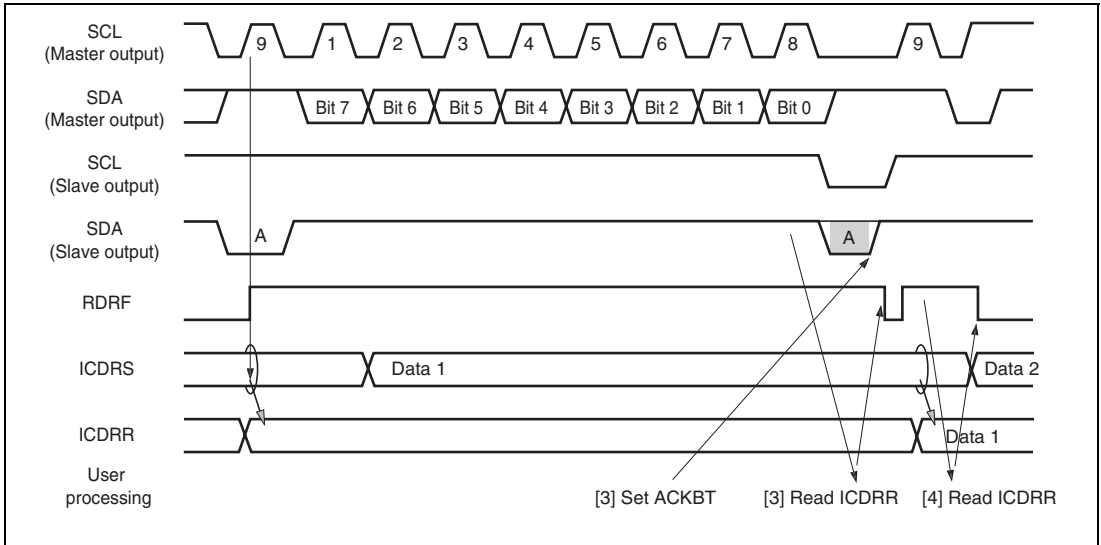 SCL
(Master output)
9 1 2 3 4 5 6 7 8 9
SDA
(Master output)
Bit 7 Bit 6 Bit 5 Bit 4 Bit 3 Bit 2 Bit 1 Bit 0
SCL
(Slave output)
SDA
(Slave output)
A A
RDRF
ICDRS
Data 1 Data 2
ICDRR
Data 1
User
processing
[3] Set ACKBT [3] Read ICDRR [4] Read ICDRR